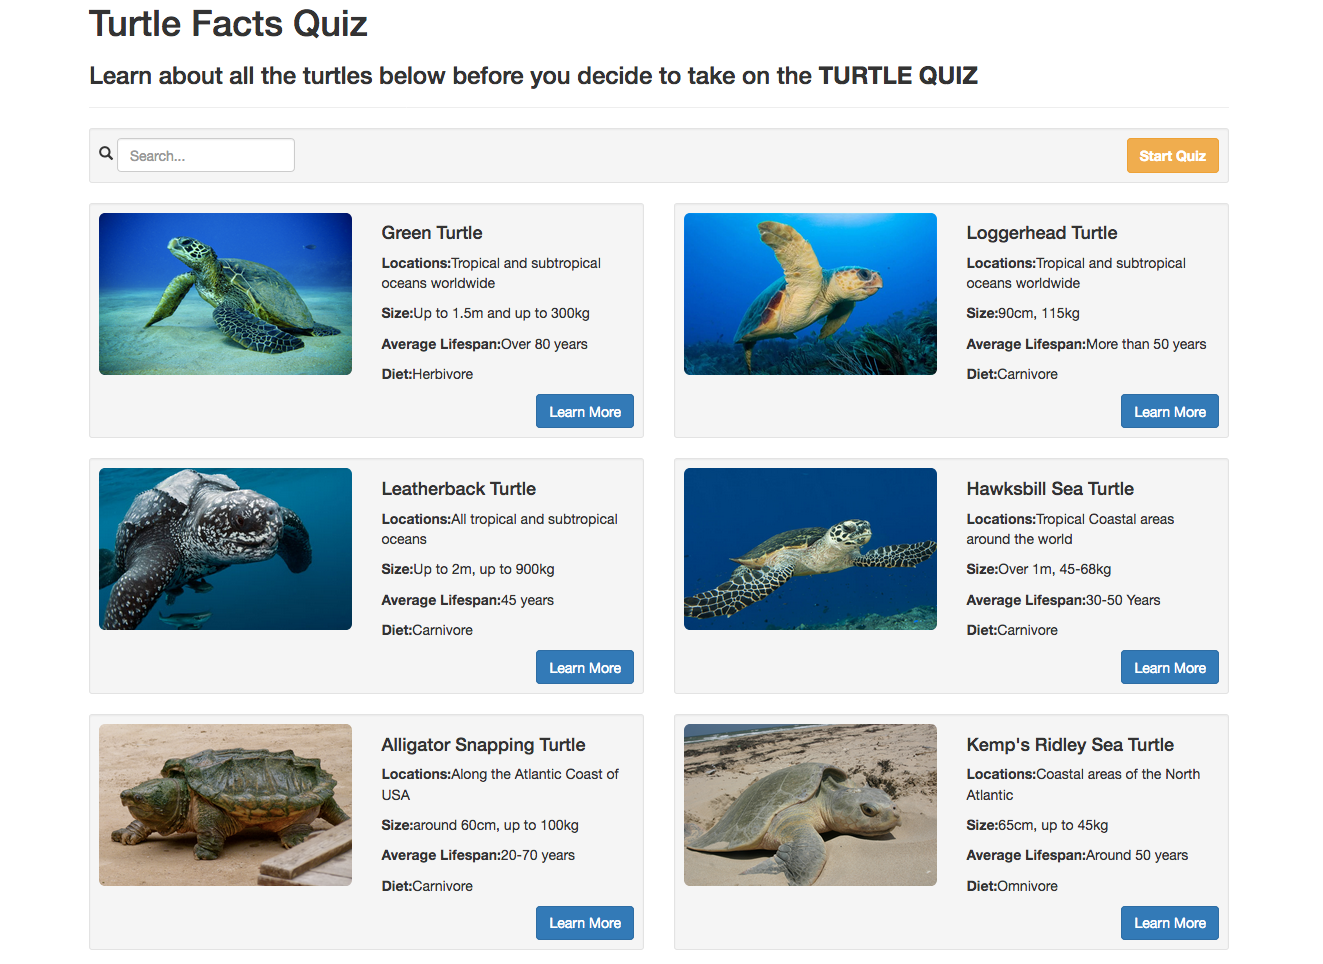 Turtle Facts Quiz
Learn about all the turtles below before you decide to take on the TURTLE QUIZ
Search...
Start Quiz
Green Turtle
Locations:Tropical and subtropical
oceans worldwide
Size:Up to 1.5m and up to 300kg
Average Lifespan:Over 80 years
Diet:Herbivore
Learn More
Loggerhead Turtle
Locations:Tropical and subtropical
oceans worldwide
Size:90cm, 115kg
Average Lifespan:More than 50 years
Diet:Carnivore
Learn More
Leatherback Turtle
Locations:All tropical and subtropical
oceans
Size:Up to 2m, up to 900kg
Average Lifespan:45 years
Diet:Carnivore
Learn More
Hawksbill Sea Turtle
Locations:Tropical Coastal areas
around the world
Size:Over 1m, 45-68kg
Average Lifespan:30-50 Years
Diet:Carnivore
Learn More
Alligator Snapping Turtle
Locations:Along the Atlantic Coast of
USA
Size:around 60cm, up to 100kg
Average Lifespan:20-70 years
Diet:Carnivore
Learn More
Kemp's Ridley Sea Turtle
Locations:Coastal areas of the North
Atlantic
Size:65cm, up to 45kg
Average Lifespan:Around 50 years
Diet:Omnivore
Learn More